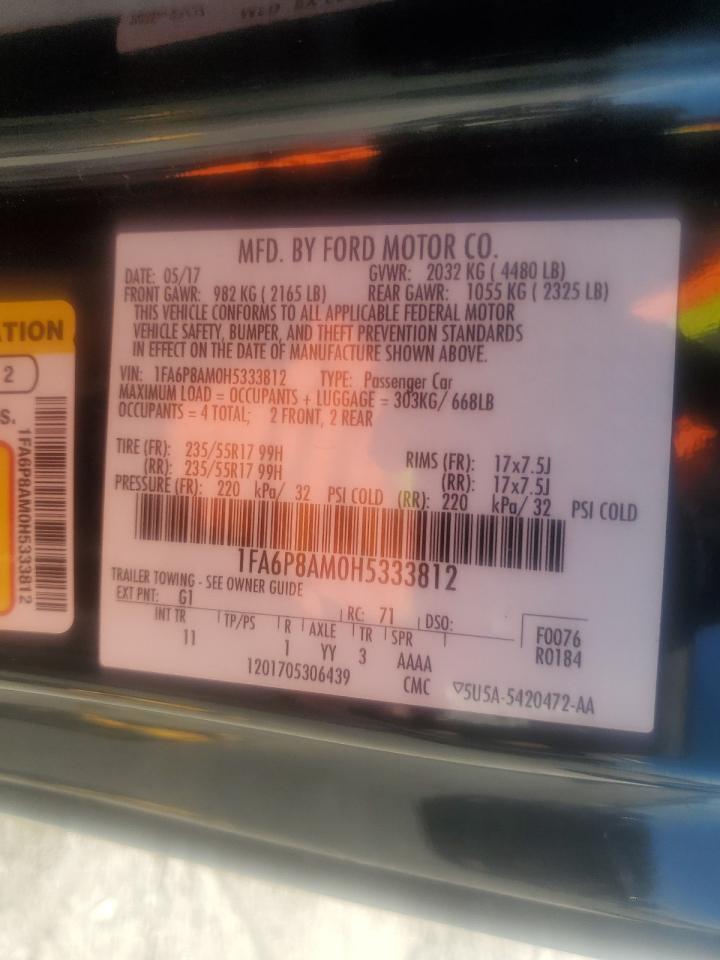 MFD. BY FORD MOTOR CO.
DATE: 05/17 GVWR: 2032 KG ( 4480 LB)
FRONT GAWR: 982 KG ( 2165 LB) REAR GAWR: 1055 KG ( 2325 LB)
THIS VEHICLE CONFORMS TO ALL APPLICABLE FEDERAL MOTOR
VEHICLE SAFETY, BUMPER, AND THEFT PREVENTION STANDARDS
IN EFFECT ON THE DATE OF MANUFACTURE SHOWN ABOVE.
VIN: 1FA6P8AM0H5333812 TYPE: Passenger Car
MAXIMUM LOAD = OCCUPANTS + LUGGAGE = 303KG/ 668LB
OCCUPANTS = 4 TOTAL; 2 FRONT, 2 REAR
TIRE (FR): 235/55R17 99H RIMS (FR): 17x7.5J
(RR): 235/55R17 99H (RR): 17x7.5J
PRESSURE (FR): 220 kPa/ 32 PSI COLD (RR): 220 kPa/ 32 PSI COLD
1FA6P8AM0H5333812
TRAILER TOWING - SEE OWNER GUIDE
EXT PNT: G1 RC: 71 DSO:
INT TR TP/PS R AXLE TR SPR F0076
11 1 YY 3 AAAA R0184
1201705306439 CMC ▽5U5A-5420472-AA
ATION
2
S.
1FA6P8AM0H5333812